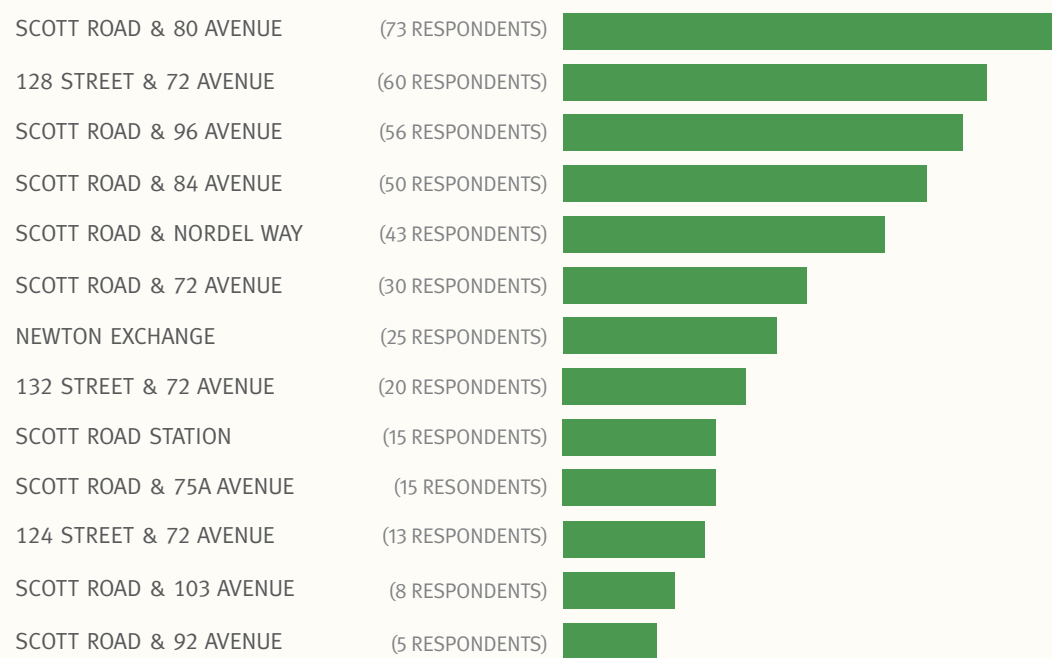 SCOTT ROAD & 80 AVENUE (73 RESPONDENTS)
128 STREET & 72 AVENUE (60 RESPONDENTS)
SCOTT ROAD & 96 AVENUE (56 RESPONDENTS)
SCOTT ROAD & 84 AVENUE (50 RESPONDENTS)
SCOTT ROAD & NORDEL WAY (43 RESPONDENTS)
SCOTT ROAD & 72 AVENUE (30 RESPONDENTS)
NEWTON EXCHANGE (25 RESPONDENTS)
132 STREET & 72 AVENUE (20 RESPONDENTS)
SCOTT ROAD STATION (15 RESPONDENTS)
SCOTT ROAD & 75A AVENUE (15 RESONDENTS)
124 STREET & 72 AVENUE (13 RESPONDENTS)
SCOTT ROAD & 103 AVENUE (8 RESPONDENTS)
SCOTT ROAD & 92 AVENUE (5 RESPONDENTS)